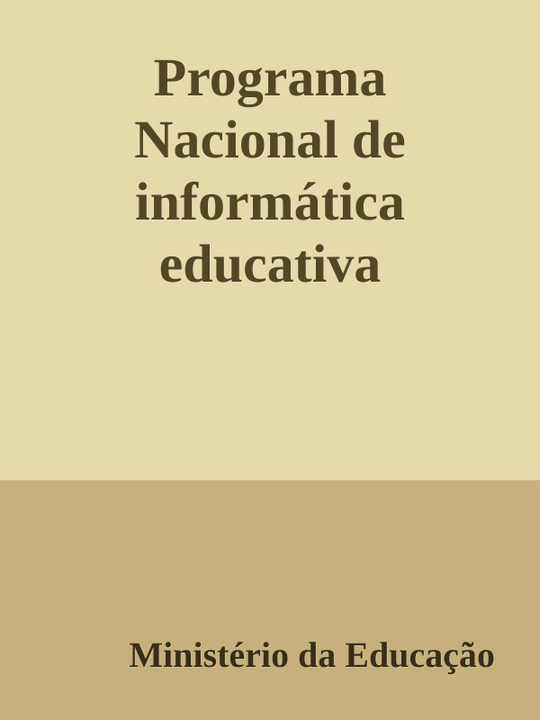 Programa
Nacional de
informática
educativa
Ministério da Educação